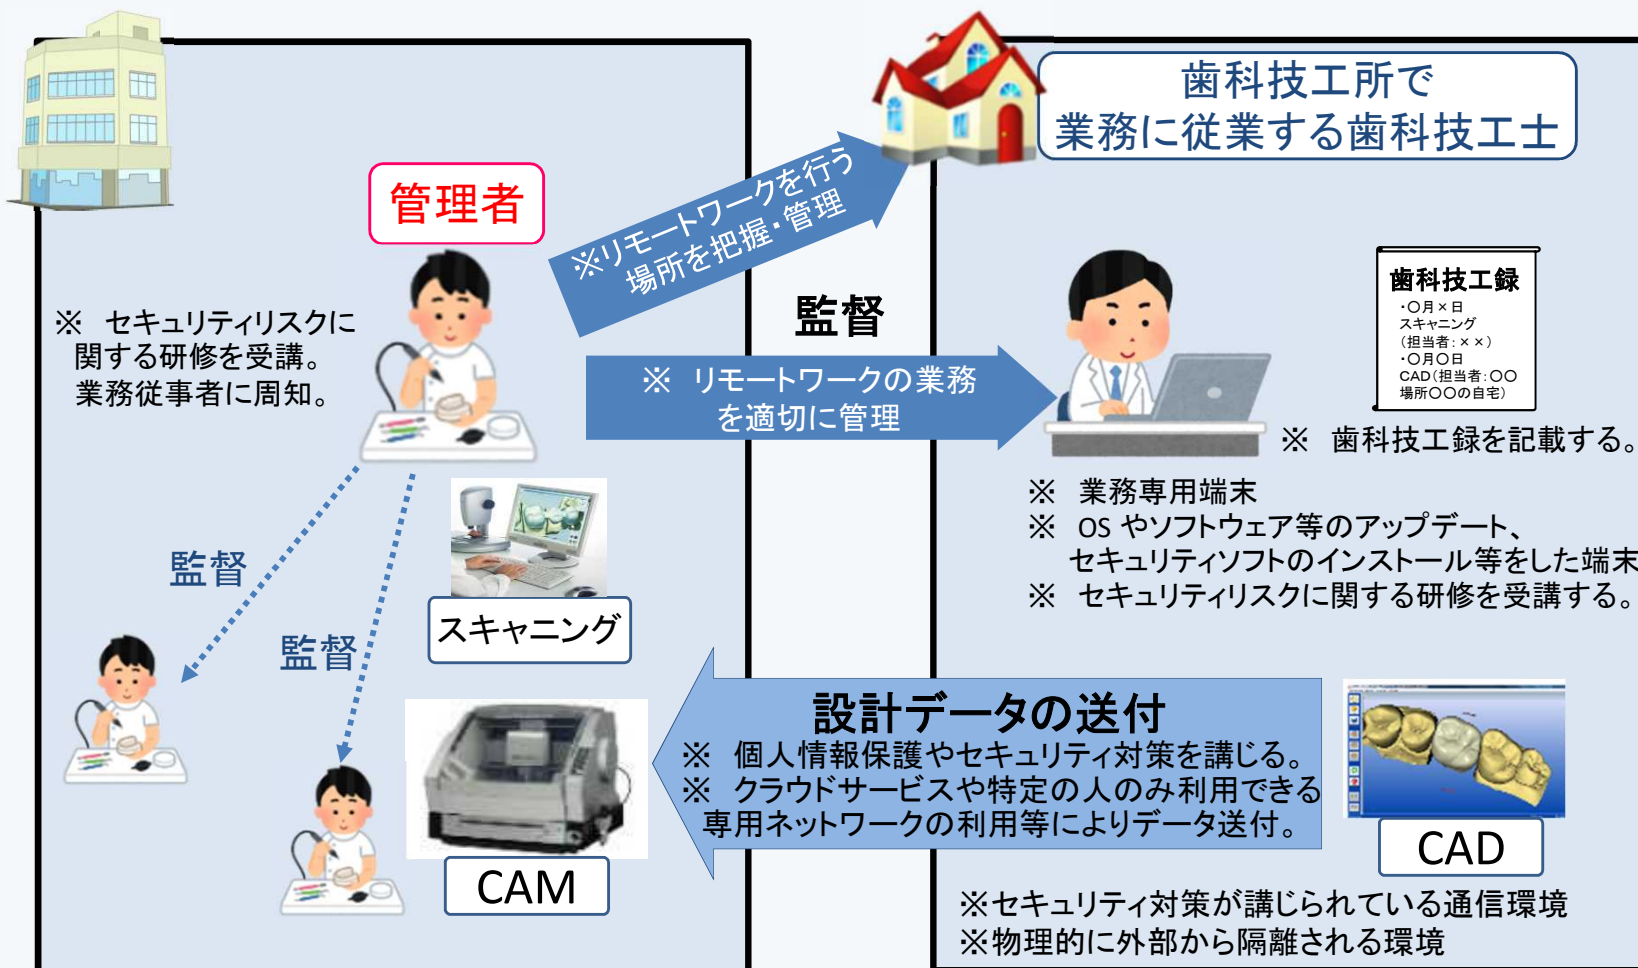 管理者
※ セキュリティリスクに
関する研修を受講。
業務従事者に周知。
監督
監督
スキャニング
CAM
※リモートワークを行う
場所を把握・管理
監督
※ リモートワークの業務
を適切に管理
歯科技工所で
業務に従業する歯科技工士
歯科技工録
・〇月×日
スキャニング
(担当者:××)
・〇月〇日
CAD(担当者:〇〇
場所〇〇の自宅)
※ 歯科技工録を記載する。
※ 業務専用端末
※ OS やソフトウェア等のアップデート、
セキュリティソフトのインストール等をした端末
※ セキュリティリスクに関する研修を受講する。
設計データの送付
※ 個人情報保護やセキュリティ対策を講じる。
※ クラウドサービスや特定の人のみ利用できる
専用ネットワークの利用等によりデータ送付。
CAD
※セキュリティ対策が講じられている通信環境
※物理的に外部から隔離される環境